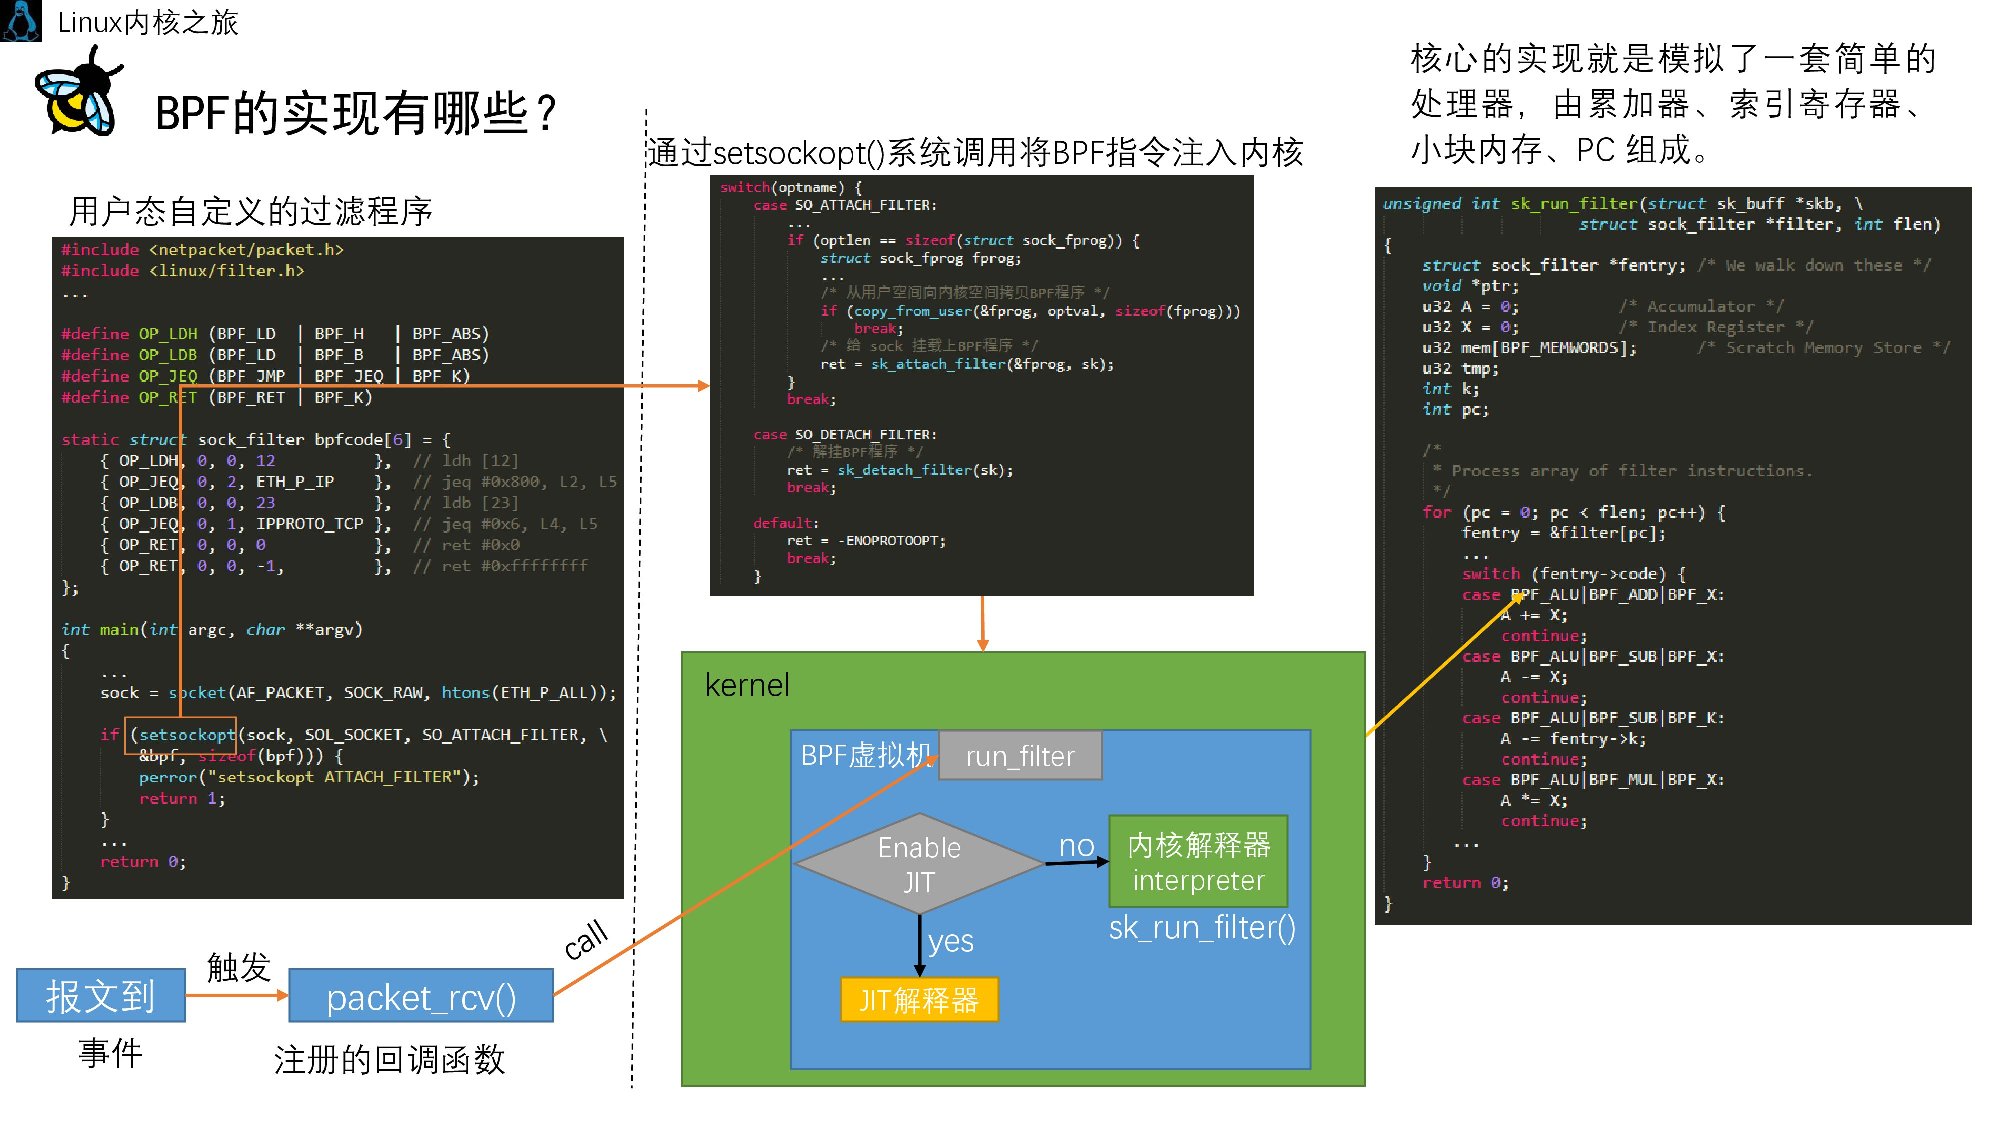 Linux内核之旅
BPF的实现有哪些？
用户态自定义的过滤程序
#include <netpacket/packet.h>
#include <linux/filter.h>
...
#define OP_LDH (BPF_LD  | BPF_H   | BPF_ABS)
#define OP_LDB (BPF_LD  | BPF_B   | BPF_ABS)
#define OP_JEQ (BPF_JMP | BPF_JEQ | BPF_K)
#define OP_RET (BPF_RET | BPF_K)
static struct sock_filter bpfcode[6] = {
    { OP_LDH, 0, 0, 12          },  // ldh [12]
    { OP_JEQ, 0, 2, ETH_P_IP    },  // jeq #0x800, L2, L5
    { OP_LDB, 0, 0, 23          },  // ldb [23]
    { OP_JEQ, 0, 1, IPPROTO_TCP },  // jeq #0x6, L4, L5
    { OP_RET, 0, 0, 0           },  // ret #0x0
    { OP_RET, 0, 0, -1,         },  // ret #0xffffffff
};
int main(int argc, char **argv)
{
    ...
    sock = socket(AF_PACKET, SOCK_RAW, htons(ETH_P_ALL));
    if (setsockopt(sock, SOL_SOCKET, SO_ATTACH_FILTER, \
        &bpf, sizeof(bpf))) {
        perror("setsockopt ATTACH_FILTER");
        return 1;
    }
    ...
    return 0;
}
报文到
触发
packet_rcv()
call
事件
注册的回调函数
通过setsockopt()系统调用将BPF指令注入内核
switch(optname) {
    case SO_ATTACH_FILTER:
        ...
        if (optlen == sizeof(struct sock_fprog)) {
            struct sock_fprog fprog;
            ...
            /* 从用户空间向内核空间拷贝BPF程序 */
            if (copy_from_user(&fprog, optval, sizeof(fprog)))
                break;
            /* 给 sock 挂载上BPF程序 */
            ret = sk_attach_filter(&fprog, sk);
        }
        break;
    case SO_DETACH_FILTER:
        /* 解挂BPF程序 */
        ret = sk_detach_filter(sk);
        break;
    default:
        ret = -ENOPROTOOPT;
        break;
    }
kernel
BPF虚拟机
run_filter
Enable
JIT
no
内核解释器
interpreter
sk_run_filter()
yes
JIT解释器
核心的实现就是模拟了一套简单的
处理器，由累加器、索引寄存器、
小块内存、PC 组成。
unsigned int sk_run_filter(struct sk_buff *skb, \
                    struct sock_filter *filter, int flen)
{
    struct sock_filter *fentry; /* We walk down these */
    void *ptr;
    u32 A = 0;          /* Accumulator */
    u32 X = 0;          /* Index Register */
    u32 mem[BPF_MEMWORDS];      /* Scratch Memory Store */
    u32 tmp;
    int k;
    int pc;
    /*
     * Process array of filter instructions.
     */
    for (pc = 0; pc < flen; pc++) {
        fentry = &filter[pc];
        ...
        switch (fentry->code) {
        case BPF_ALU|BPF_ADD|BPF_X:
            A += X;
            continue;
        case BPF_ALU|BPF_SUB|BPF_X:
            A -= X;
            continue;
        case BPF_ALU|BPF_SUB|BPF_K:
            A -= fentry->k;
            continue;
        case BPF_ALU|BPF_MUL|BPF_X:
            A *= X;
            continue;
       ...
    }
    return 0;
}